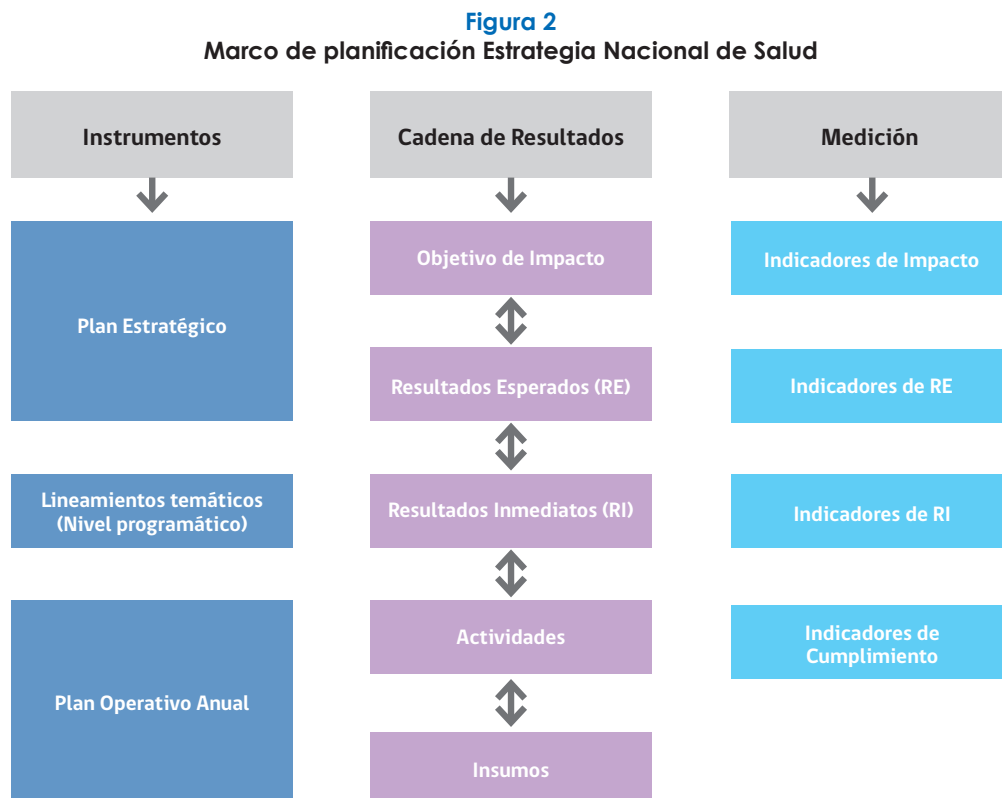 Figura 2
Marco de planificación Estrategia Nacional de Salud
Instrumentos
Cadena de Resultados
Medición
Plan Estratégico
Objetivo de Impacto
Indicadores de Impacto
Resultados Esperados (RE)
Indicadores de RE
Lineamientos temáticos
(Nivel programático)
Resultados Inmediatos (RI)
Indicadores de RI
Plan Operativo Anual
Actividades
Indicadores de
Cumplimiento
Insumos